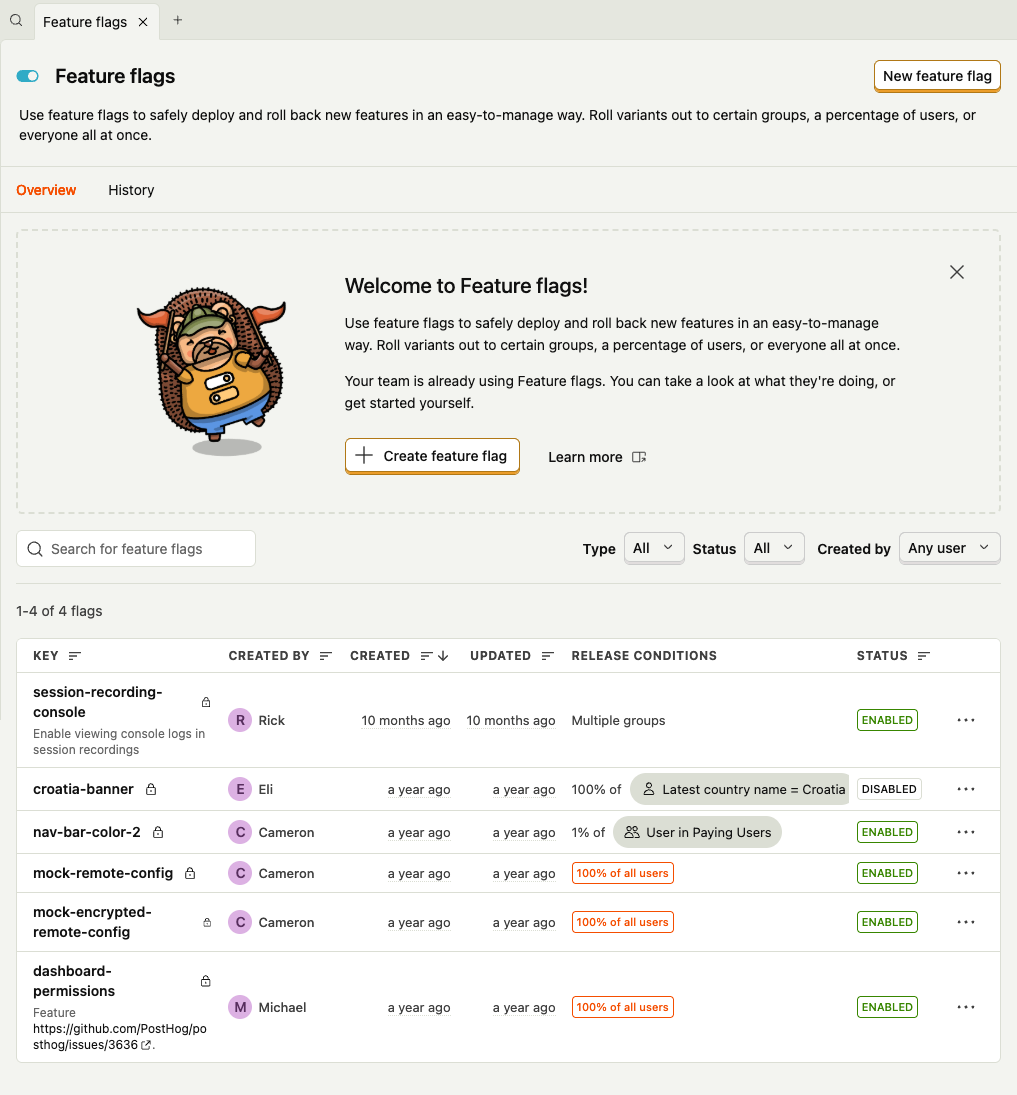 Feature flags
Feature flags
New feature flag
Use feature flags to safely deploy and roll back new features in an easy-to-manage way. Roll variants out to certain groups, a percentage of users, or
everyone all at once.
Overview History
Welcome to Feature flags!
Use feature flags to safely deploy and roll back new features in an easy-to-manage
way. Roll variants out to certain groups, a percentage of users, or everyone all at once.
Your team is already using Feature flags. You can take a look at what they're doing, or
get started yourself.
Create feature flag Learn more
Search for feature flags Type All Status All Created by Any user
1-4 of 4 flags
KEY CREATED BY CREATED UPDATED RELEASE CONDITIONS STATUS
session-recording-
console
Enable viewing console logs in
session recordings
R Rick 10 months ago 10 months ago Multiple groups ENABLED
croatia-banner E Eli a year ago a year ago 100% of Latest country name = Croatia DISABLED
nav-bar-color-2 C Cameron a year ago a year ago 1% of User in Paying Users ENABLED
mock-remote-config C Cameron a year ago a year ago 100% of all users ENABLED
mock-encrypted-
remote-config
C Cameron a year ago a year ago 100% of all users ENABLED
dashboard-
permissions
Feature
https://github.com/PostHog/po
sthog/issues/3636 .
M Michael a year ago a year ago 100% of all users ENABLED